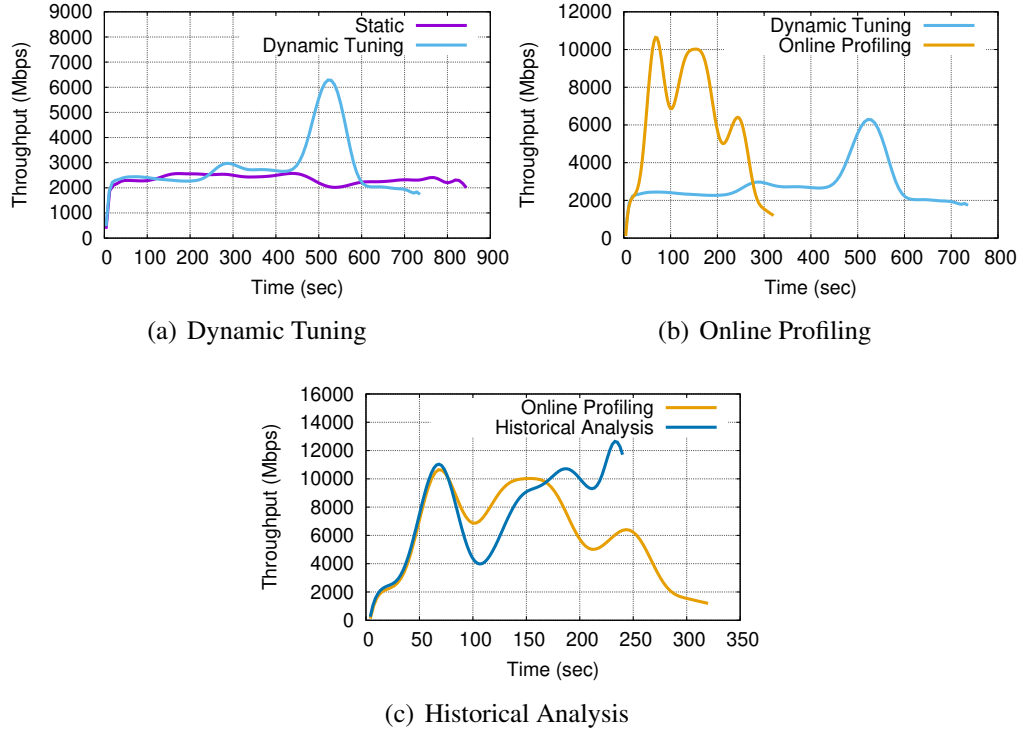 Static
Dynamic Tuning
Throughput (Mbps)
9000
8000
7000
6000
5000
4000
3000
2000
1000
0
0 100 200 300 400 500 600 700 800 900
Time (sec)
(a) Dynamic Tuning
Dynamic Tuning
Online Profiling
Throughput (Mbps)
12000
10000
8000
6000
4000
2000
0
0 100 200 300 400 500 600 700 800
Time (sec)
(b) Online Profiling
Online Profiling
Historical Analysis
Throughput (Mbps)
16000
14000
12000
10000
8000
6000
4000
2000
0
0 50 100 150 200 250 300 350
Time (sec)
(c) Historical Analysis